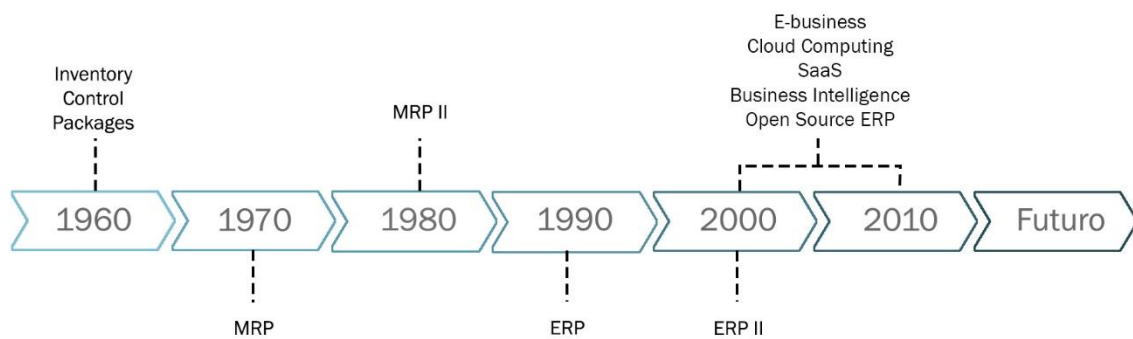 E-business
Cloud Computing
SaaS
Business Intelligence
Open Source ERP
Inventory
Control
Packages
MRP II
1960
1970
1980
1990
2000
2010
Futuro
MRP
ERP
ERP II